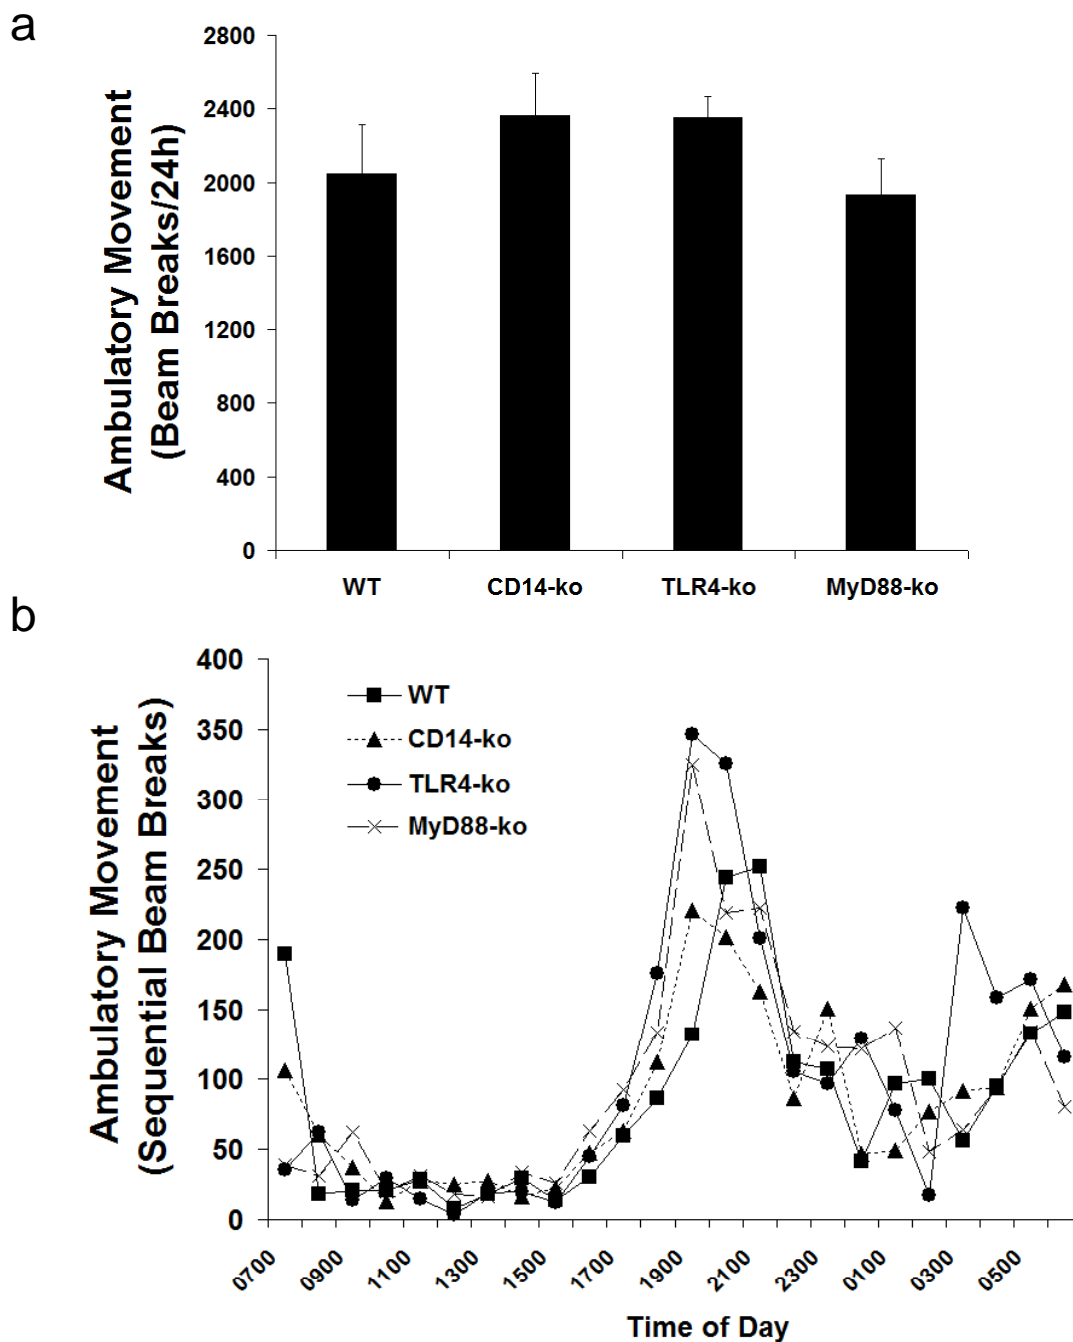 a
Ambulatory Movement
(Beam Breaks/24h)
2800
2400
2000
1600
1200
800
400
0
WT CD14-ko TLR4-ko MyD88-ko
b
Ambulatory Movement
(Sequential Beam Breaks)
400
350
300
250
200
150
100
50
0
WT
CD14-ko
TLR4-ko
MyD88-ko
0700 0900 1100 1300 1500 1700 1900 2100 2300 0100 0300 0500
Time of Day